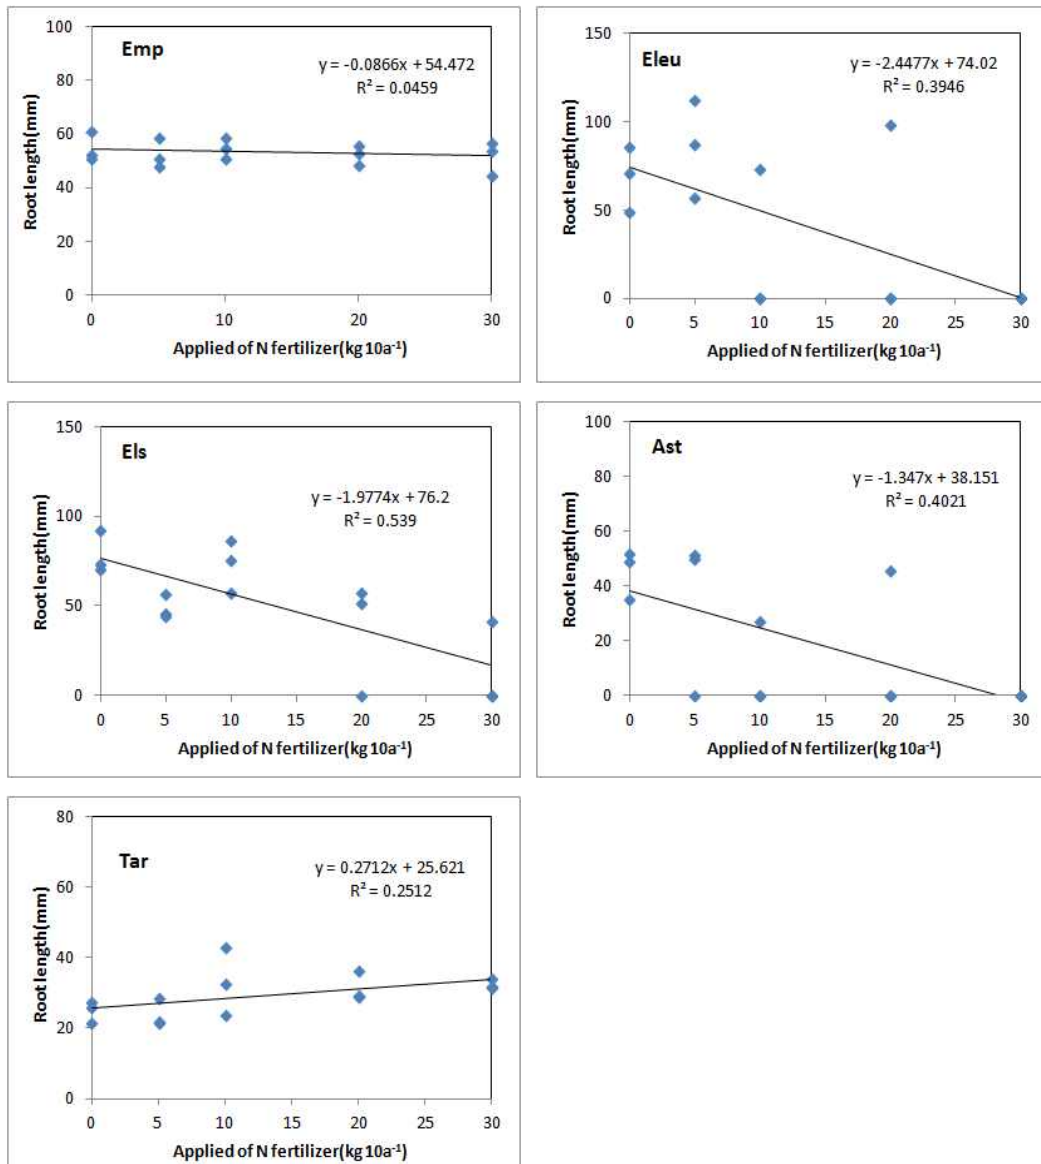 Emp
y = -0.0866x + 54.472
R² = 0.0459
100
80
60
40
20
0
Root length(mm)
0 10 20 30
Applied of N fertilizer(kg 10a⁻¹)
Eleu
y = -2.4477x + 74.02
R² = 0.3946
150
100
50
0
Root length(mm)
0 5 10 15 20 25 30
Applied of N fertilizer(kg 10a⁻¹)
Els
y = -1.9774x + 76.2
R² = 0.539
150
100
50
0
Root length(mm)
0 5 10 15 20 25 30
Applied of N fertilizer(kg 10a⁻¹)
Ast
y = -1.347x + 38.151
R² = 0.4021
100
80
60
40
20
0
Root length(mm)
0 5 10 15 20 25 30
Applied of N fertilizer(kg 10a⁻¹)
Tar
y = 0.2712x + 25.621
R² = 0.2512
80
60
40
20
0
Root length(mm)
0 5 10 15 20 25 30
Applied of N fertilizer(kg 10a⁻¹)